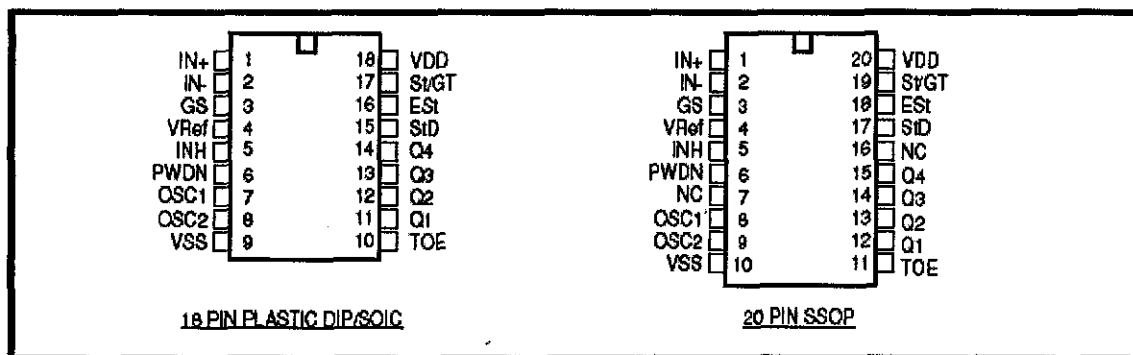 IN+ 1 18 VDD
IN- 2 17 St/GT
GS 3 16 ESt
VRef 4 15 StD
INH 5 14 Q4
PWDN 6 13 Q3
OSC1 7 12 Q2
OSC2 8 11 Q1
VSS 9 10 TOE
18 PIN PLASTIC DIP/SOIC
IN+ 1 20 VDD
IN- 2 19 St/GT
GS 3 18 ESt
VRef 4 17 StD
INH 5 16 NC
PWDN 6 15 Q4
NC 7 14 Q3
OSC1 8 13 Q2
OSC2 9 12 Q1
VSS 10 11 TOE
20 PIN SSOP